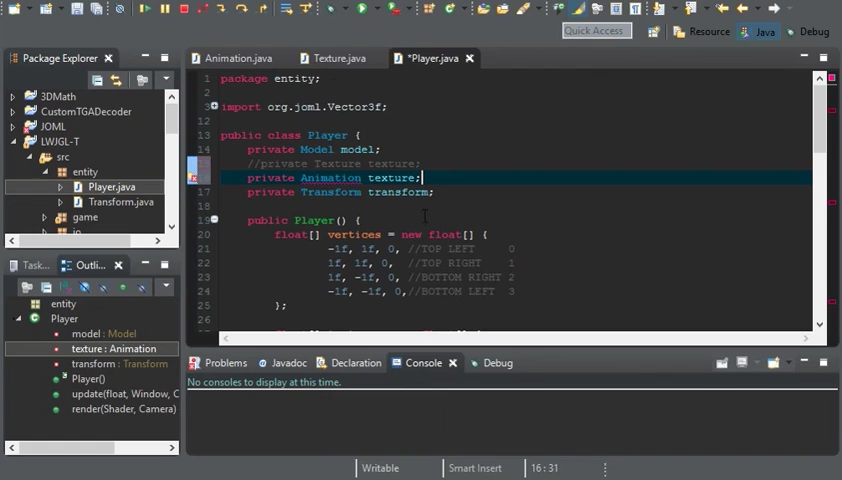 Quick Access
Resource
Java
Debug
Package Explorer
3DMath
CustomTGADecoder
JOML
LWJGL-T
src
entity
Player.java
Transform.java
game
Task...
Outli...
entity
Player
model : Model
texture : Animation
transform : Transform
Player()
update(float, Window, C
render(Shader, Camera)
Animation.java
Texture.java
*Player.java
1 package entity;
2
3 import org.joml.Vector3f;
12
13 public class Player {
14 private Model model;
//private Texture texture;
private Animation texture;
17 private Transform transform;
18
19 public Player() {
20 float[] vertices = new float[] {
21 -1f, 1f, 0, //TOP LEFT 0
22 1f, 1f, 0, //TOP RIGHT 1
23 1f, -1f, 0, //BOTTOM RIGHT 2
24 -1f, -1f, 0,//BOTTOM LEFT 3
25 };
26
Problems
Javadoc
Declaration
Console
Debug
No consoles to display at this time.
Writable
Smart Insert
16 : 31